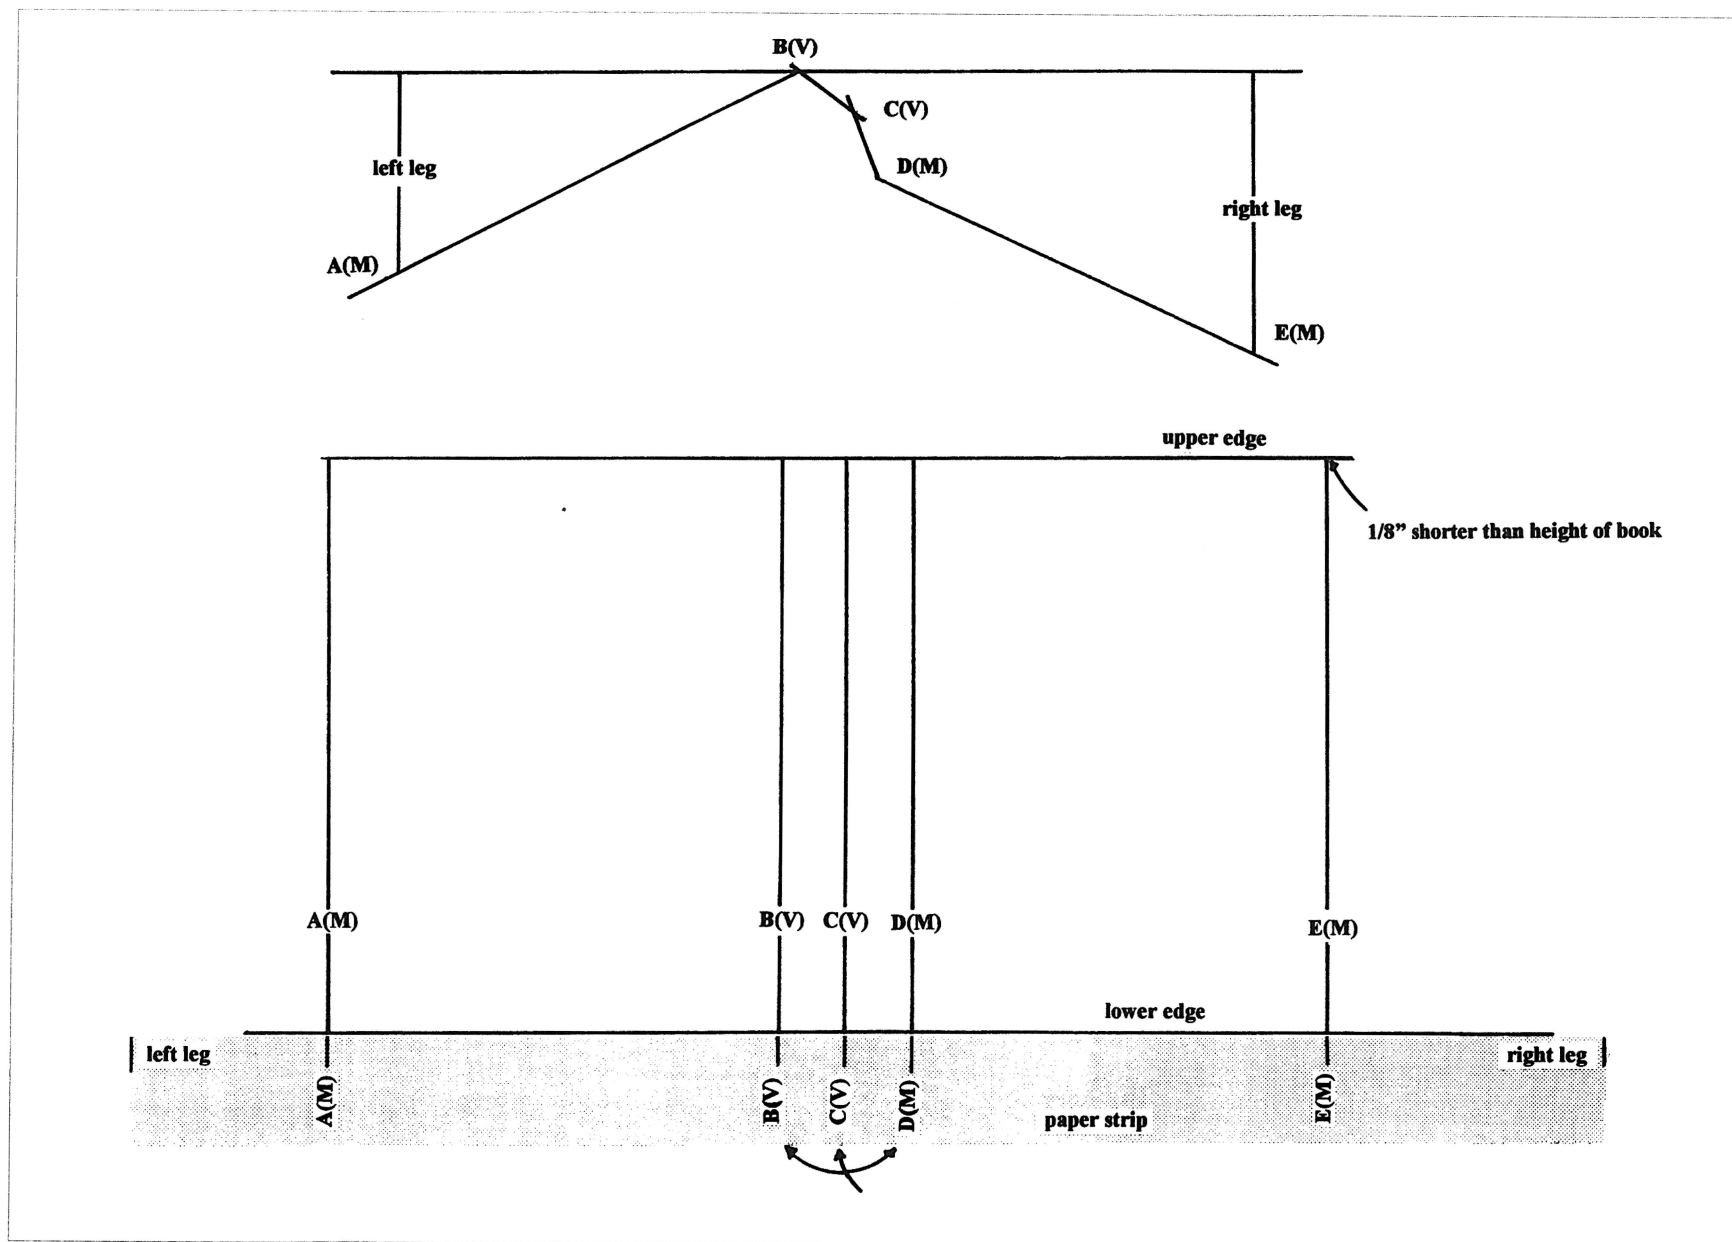 B(V)
C(V)
left leg
D(M)
right leg
A(M)
E(M)
upper edge
1/8” shorter than height of book
A(M)
B(V)
C(V)
D(M)
E(M)
lower edge
left leg
right leg
A(M)
B(V)
C(V)
D(M)
E(M)
paper strip